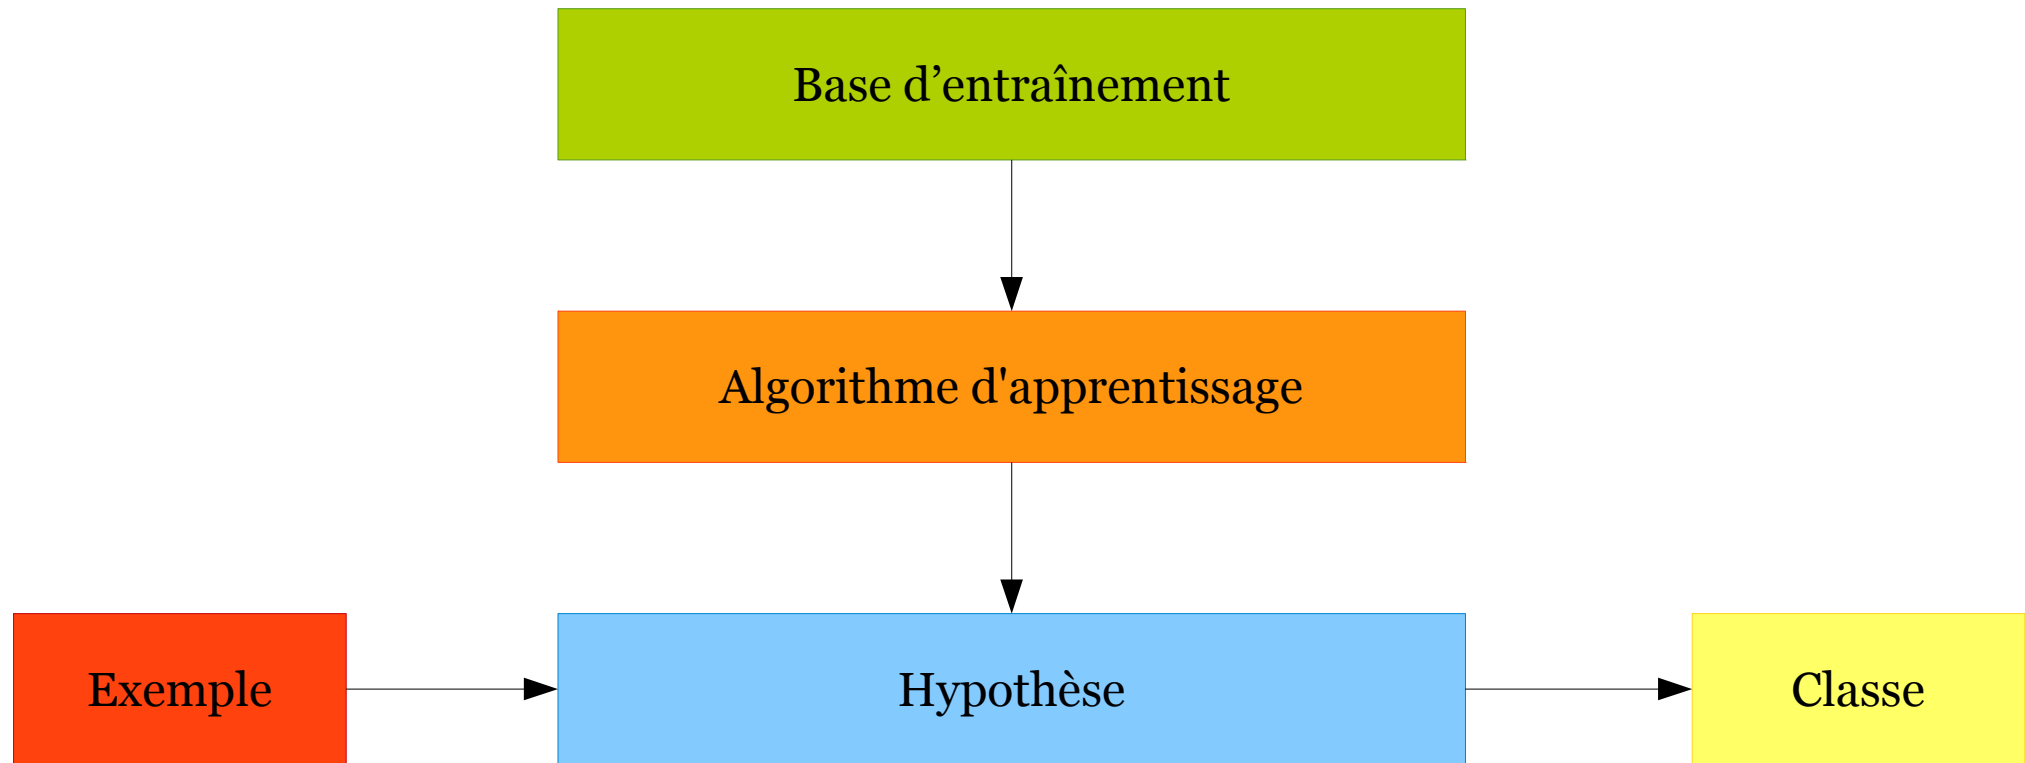 Base d’entraînement
Algorithme d'apprentissage
Exemple
Hypothèse
Classe